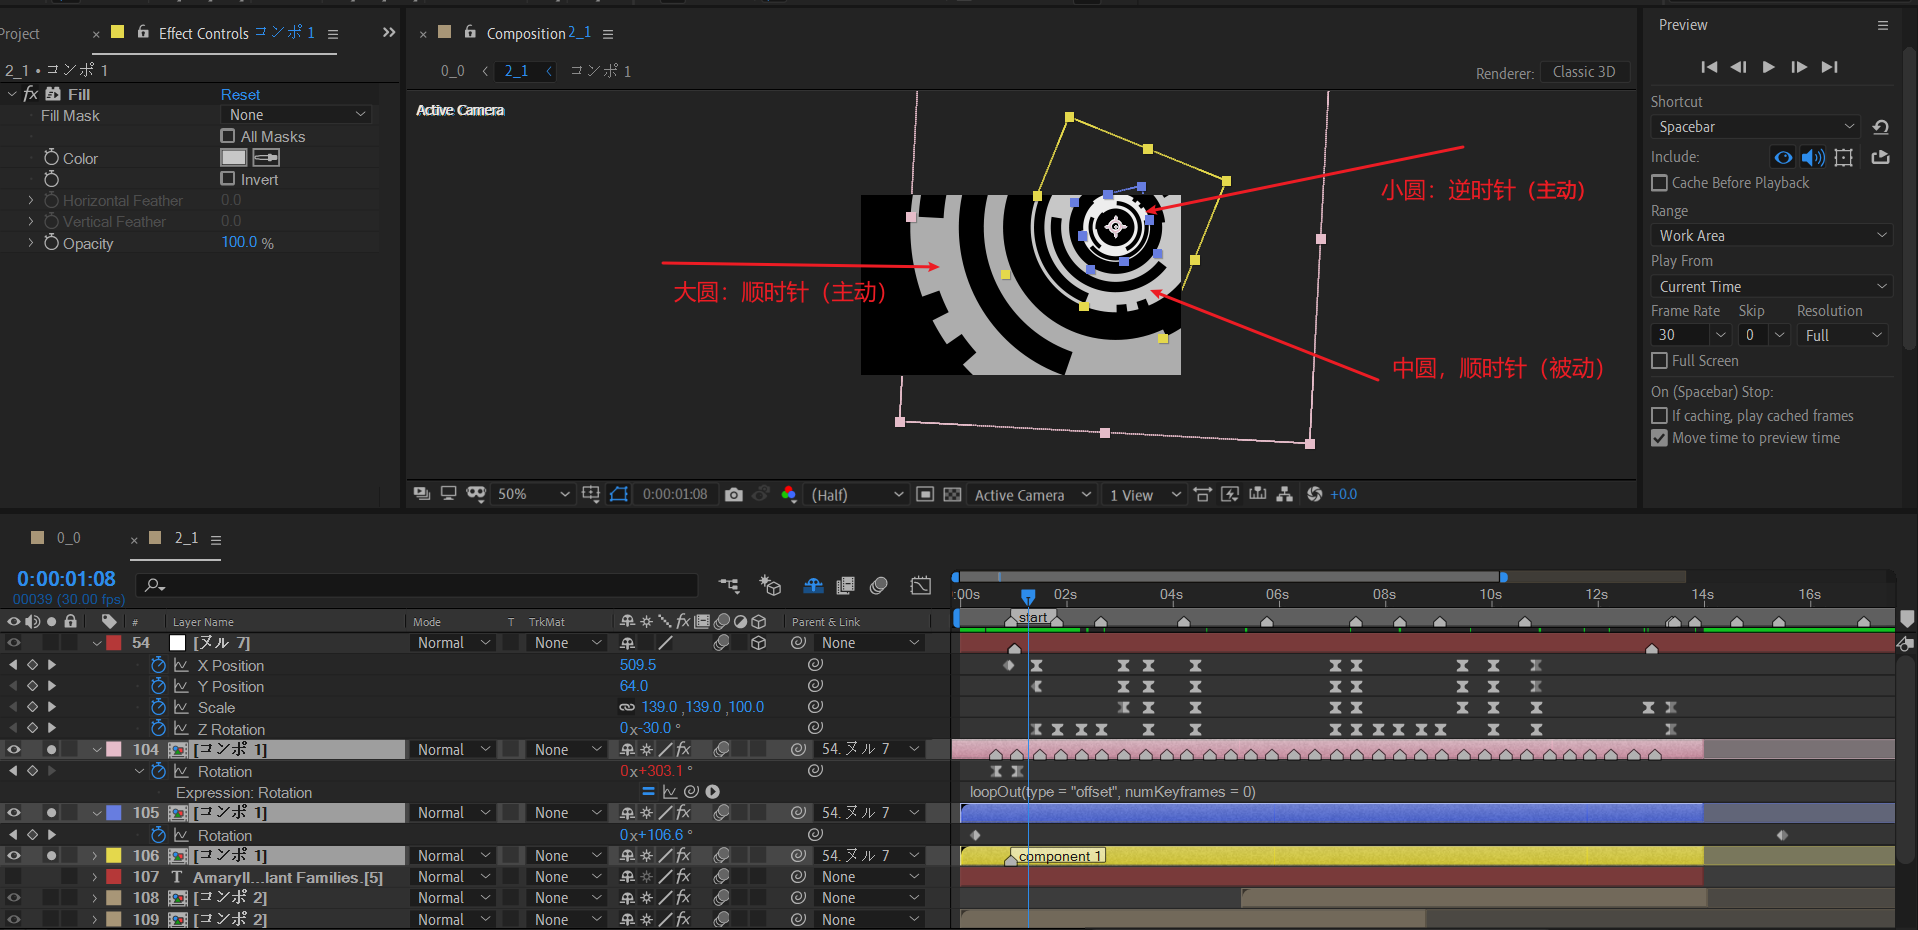 Project
Effect Controls コンポ 1
Composition 2_1
Preview
2_1 • コンポ 1
0_0
2_1
コンポ 1
Renderer:
Classic 3D
fx
Fill
Reset
Fill Mask
None
All Masks
Color
Invert
Horizontal Feather
0.0
Vertical Feather
0.0
Opacity
100.0 %
Active Camera
小圆：逆时针（主动）
大圆：顺时针（主动）
中圆，顺时针（被动）
Shortcut
Spacebar
Include:
Cache Before Playback
Range
Work Area
Play From
Current Time
Frame Rate
Skip
Resolution
30
0
Full
Full Screen
On (Spacebar) Stop:
If caching, play cached frames
Move time to preview time
50%
0:00:01:08
(Half)
Active Camera
1 View
+0.0
0_0
2_1
0:00:01:08
00039 (30.00 fps)
:00s
02s
04s
06s
08s
10s
12s
14s
16s
#
Layer Name
Mode
T
TrkMat
fx
Parent & Link
start
54
[ヌル 7]
Normal
None
None
X Position
509.5
Y Position
64.0
Scale
139.0 ,139.0 ,100.0
Z Rotation
0x-30.0 °
104
[コンポ 1]
Normal
None
fx
54. ヌル 7
Rotation
0x+303.1 °
Expression: Rotation
loopOut(type = "offset", numKeyframes = 0)
105
[コンポ 1]
Normal
None
fx
54. ヌル 7
Rotation
0x+106.6 °
106
[コンポ 1]
Normal
None
fx
54. ヌル 7
component 1
107
T
Amaryll...lant Families.[5]
Normal
None
fx
None
108
[コンポ 2]
Normal
None
fx
None
109
[コンポ 2]
Normal
None
fx
None